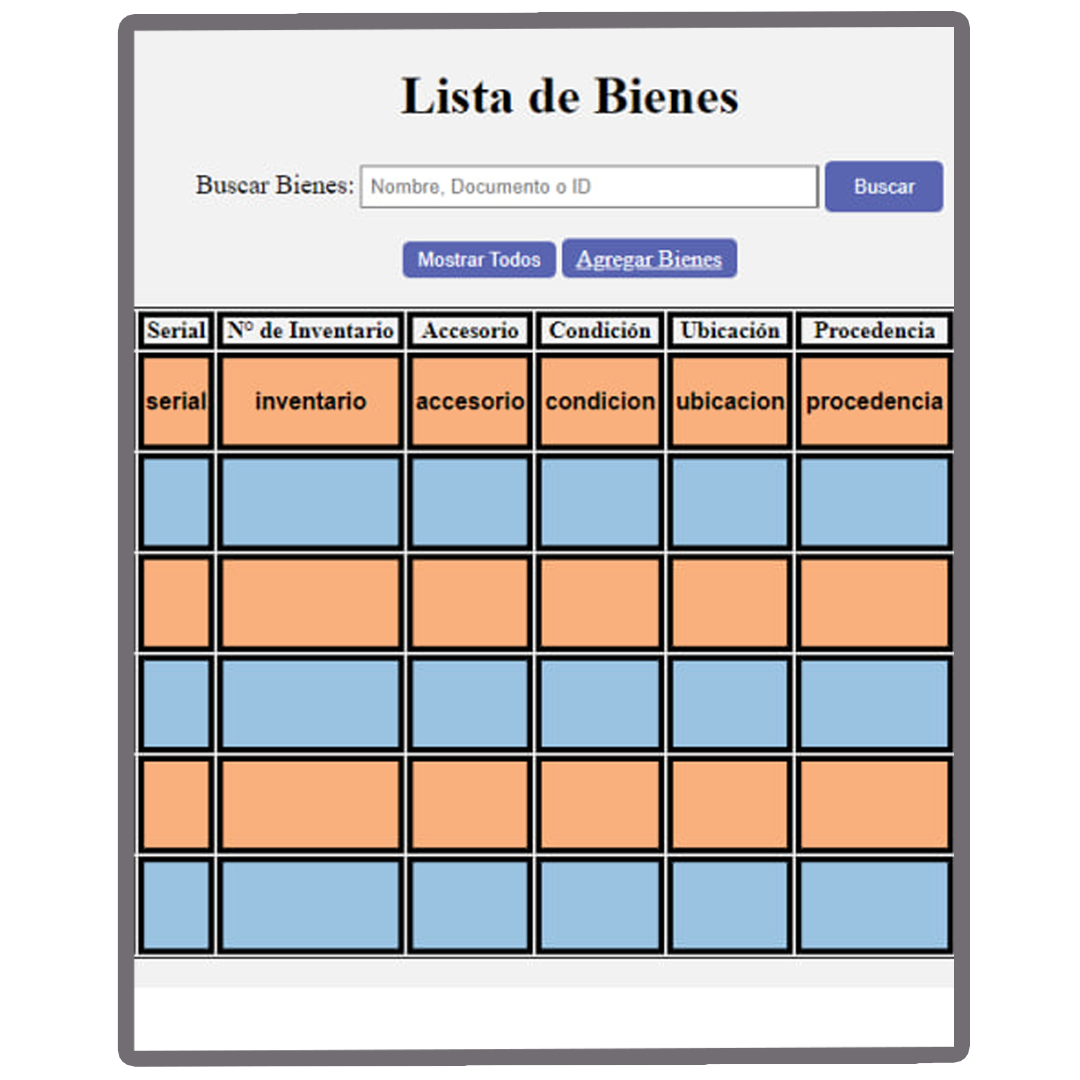 Lista de Bienes
Buscar Bienes: Nombre, Documento o ID Buscar
Mostrar Todos Agregar Bienes
Serial N° de Inventario Accesorio Condición Ubicación Procedencia
serial inventario accesorio condicion ubicacion procedencia